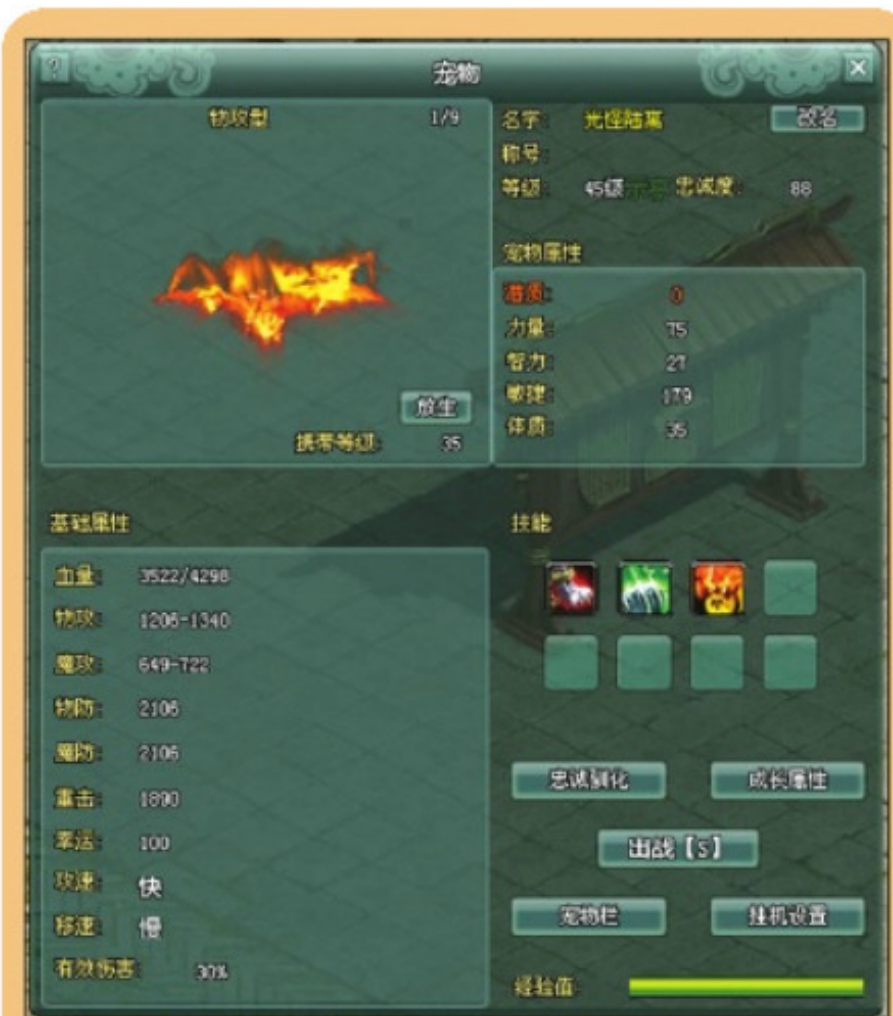 ?
宠物
×
物攻型 1/9
放生
携带等级: 35
名字: 光怪陆离 改名
称号:
等级: 45级 忠诚度: 88
宠物属性
潜质: 0
力量: 75
智力: 27
敏捷: 179
体质: 35
基础属性
血量: 3522/4298
物攻: 1206-1340
魔攻: 649-722
物防: 2106
魔防: 2106
重击: 1890
幸运: 100
攻速: 快
移速: 慢
有效伤害: 30%
技能
忠诚驯化 成长属性
出战【S】
宠物栏 挂机设置
经验值: